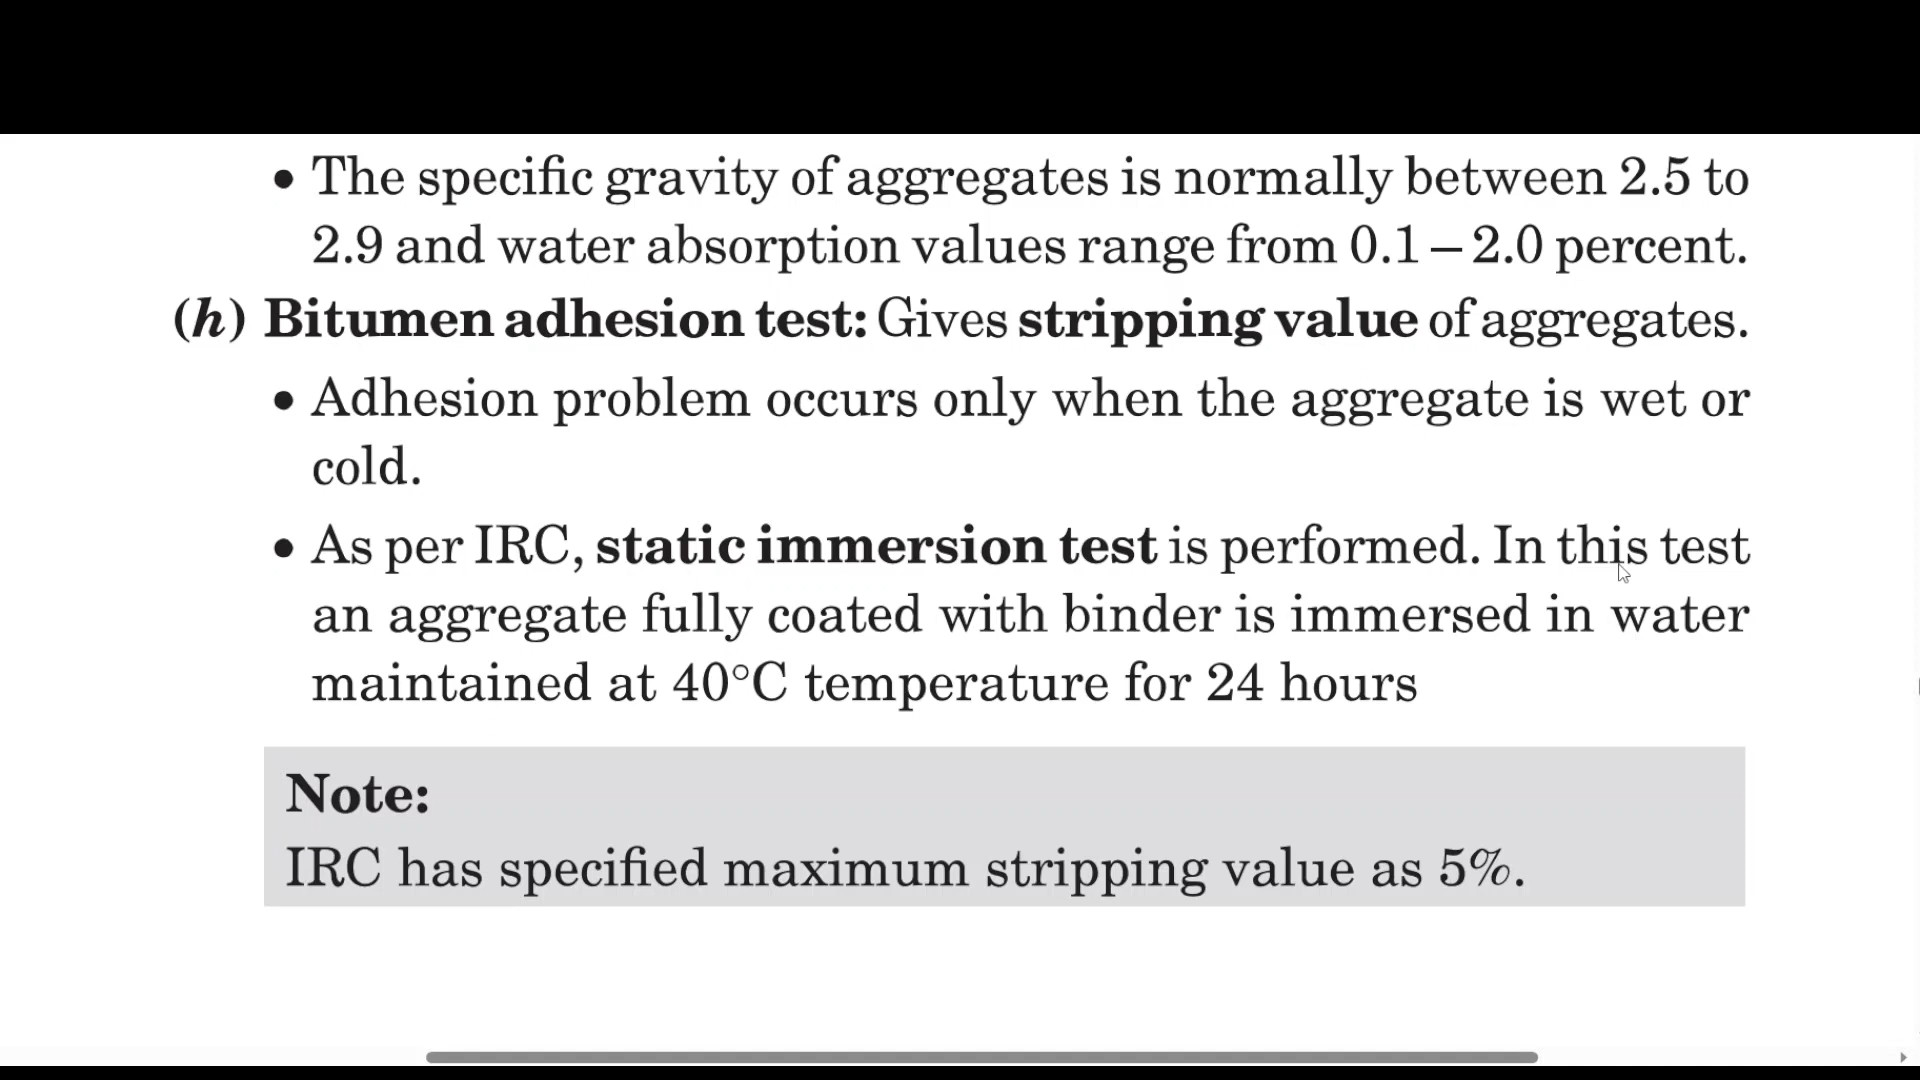 • The specific gravity of aggregates is normally between 2.5 to
2.9 and water absorption values range from 0.1 – 2.0 percent.
(h) Bitumen adhesion test: Gives stripping value of aggregates.
• Adhesion problem occurs only when the aggregate is wet or
cold.
• As per IRC, static immersion test is performed. In this test
an aggregate fully coated with binder is immersed in water
maintained at 40°C temperature for 24 hours
Note:
IRC has specified maximum stripping value as 5%.